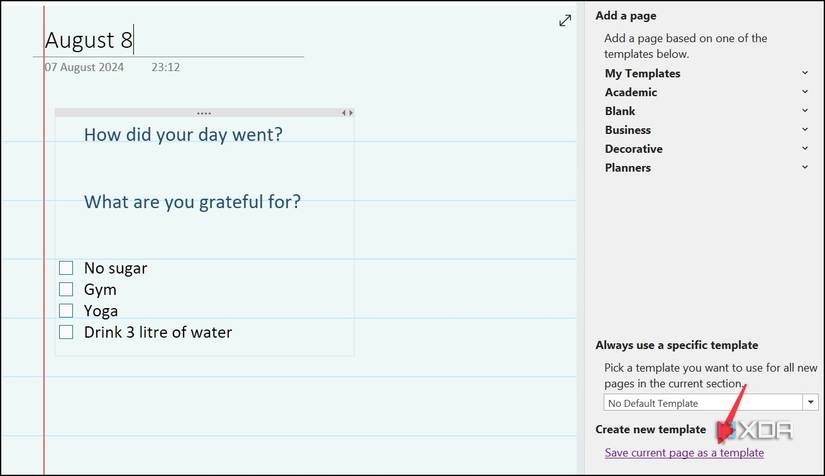 August 8
07 August 2024 23:12
How did your day went?
What are you grateful for?
No sugar
Gym
Yoga
Drink 3 litre of water
Add a page
Add a page based on one of the
templates below.
My Templates
Academic
Blank
Business
Decorative
Planners
Always use a specific template
Pick a template you want to use for all new
pages in the current section.
No Default Template
Create new template
XDA
Save current page as a template